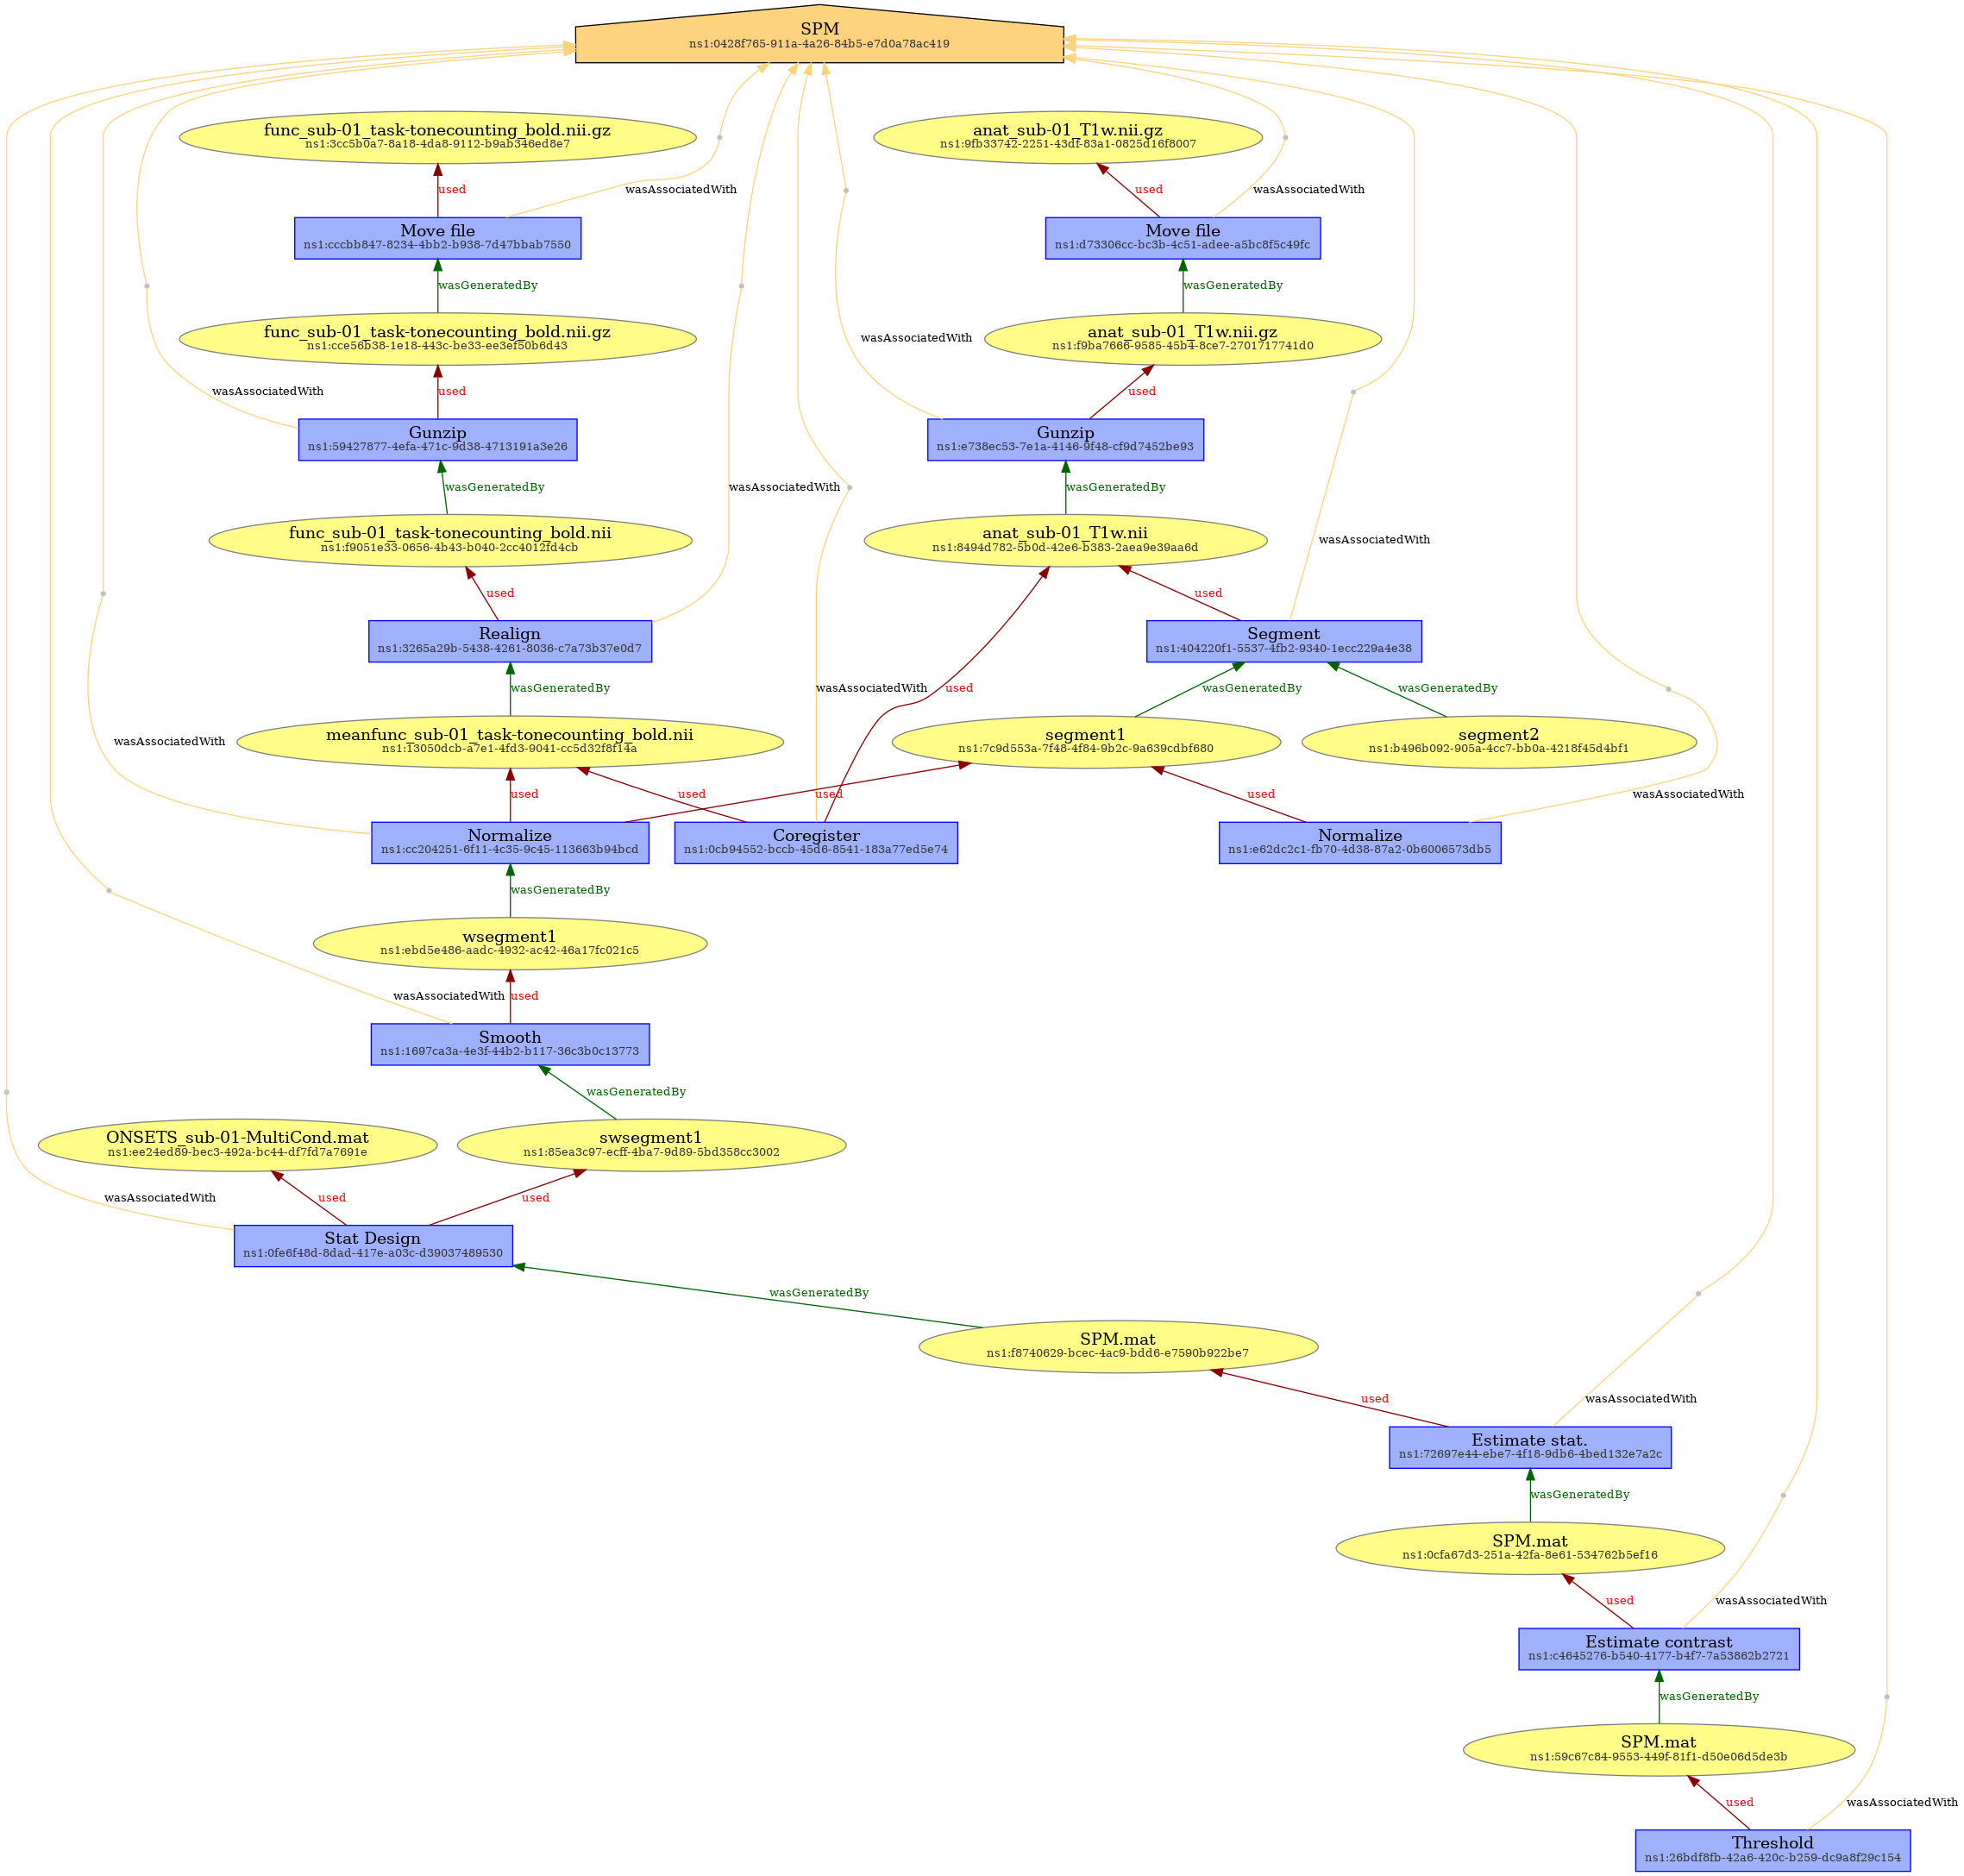 SPM
ns1:0428f765-911a-4a26-84b5-e7d0a78ac419
func_sub-01_task-tonecounting_bold.nii.gz
ns1:3cc5b0a7-8a18-4da8-9112-b9ab346ed8e7
anat_sub-01_T1w.nii.gz
ns1:9fb33742-2251-43df-83a1-0825d16f8007
used
wasAssociatedWith
used
wasAssociatedWith
Move file
ns1:cccbb847-8234-4bb2-b938-7d47bbab7550
Move file
ns1:d73306cc-bc3b-4c51-adee-a5bc8f5c49fc
wasGeneratedBy
wasGeneratedBy
func_sub-01_task-tonecounting_bold.nii.gz
ns1:cce56b38-1e18-443c-be33-ee3ef50b6d43
wasAssociatedWith
anat_sub-01_T1w.nii.gz
ns1:f9ba7666-9585-45b4-8ce7-2701717741d0
wasAssociatedWith
used
used
Gunzip
ns1:59427877-4efa-471c-9d38-4713191a3e26
Gunzip
ns1:e738ec53-7e1a-4146-9f48-cf9d7452be93
wasGeneratedBy
wasAssociatedWith
wasGeneratedBy
func_sub-01_task-tonecounting_bold.nii
ns1:f9051e33-0656-4b43-b040-2cc4012fd4cb
anat_sub-01_T1w.nii
ns1:8494d782-5b0d-42e6-b383-2aea9e39aa6d
wasAssociatedWith
used
used
Realign
ns1:3265a29b-5438-4261-8036-c7a73b37e0d7
Segment
ns1:404220f1-5537-4fb2-9340-1ecc229a4e38
wasGeneratedBy
wasAssociatedWith
used
wasGeneratedBy
wasGeneratedBy
meanfunc_sub-01_task-tonecounting_bold.nii
ns1:13050dcb-a7e1-4fd3-9041-cc5d32f8f14a
segment1
ns1:7c9d553a-7f48-4f84-9b2c-9a639cdbf680
segment2
ns1:b496b092-905a-4cc7-bb0a-4218f45d4bf1
wasAssociatedWith
used
used
used
used
wasAssociatedWith
Normalize
ns1:cc204251-6f11-4c35-9c45-113663b94bcd
Coregister
ns1:0cb94552-bccb-45d6-8541-183a77ed5e74
Normalize
ns1:e62dc2c1-fb70-4d38-87a2-0b6006573db5
wasGeneratedBy
wsegment1
ns1:ebd5e486-aadc-4932-ac42-46a17fc021c5
wasAssociatedWith
used
Smooth
ns1:1697ca3a-4e3f-44b2-b117-36c3b0c13773
wasGeneratedBy
ONSETS_sub-01-MultiCond.mat
ns1:ee24ed89-bec3-492a-bc44-df7fd7a7691e
swsegment1
ns1:85ea3c97-ecff-4ba7-9d89-5bd358cc3002
wasAssociatedWith
used
used
Stat Design
ns1:0fe6f48d-8dad-417e-a03c-d39037489530
wasGeneratedBy
SPM.mat
ns1:f8740629-bcec-4ac9-bdd6-e7590b922be7
used
wasAssociatedWith
Estimate stat.
ns1:72697e44-ebe7-4f18-9db6-4bed132e7a2c
wasGeneratedBy
SPM.mat
ns1:0cfa67d3-251a-42fa-8e61-534762b5ef16
used
wasAssociatedWith
Estimate contrast
ns1:c4645276-b540-4177-b4f7-7a53862b2721
wasGeneratedBy
SPM.mat
ns1:59c67c84-9553-449f-81f1-d50e06d5de3b
used
wasAssociatedWith
Threshold
ns1:26bdf8fb-42a6-420c-b259-dc9a8f29c154